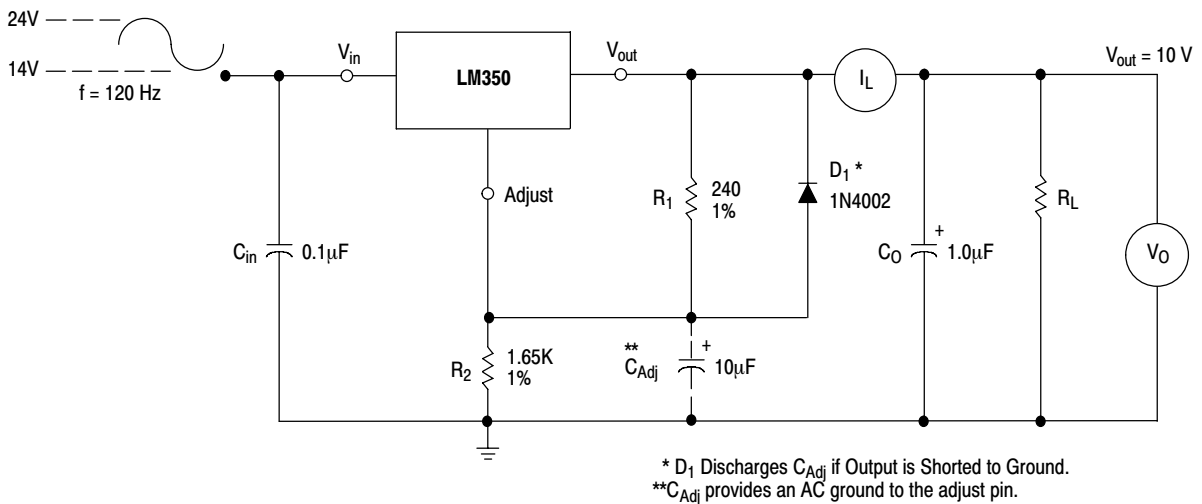 24V
14V
f = 120 Hz
Vin
LM350
Vout
IL
Vout = 10 V
Adjust
R1
240
1%
D1 *
1N4002
RL
Cin
0.1µF
CO
+
1.0µF
VO
R2
1.65K
1%
**
CAdj
+
10µF
* D1 Discharges CAdj if Output is Shorted to Ground.
**CAdj provides an AC ground to the adjust pin.